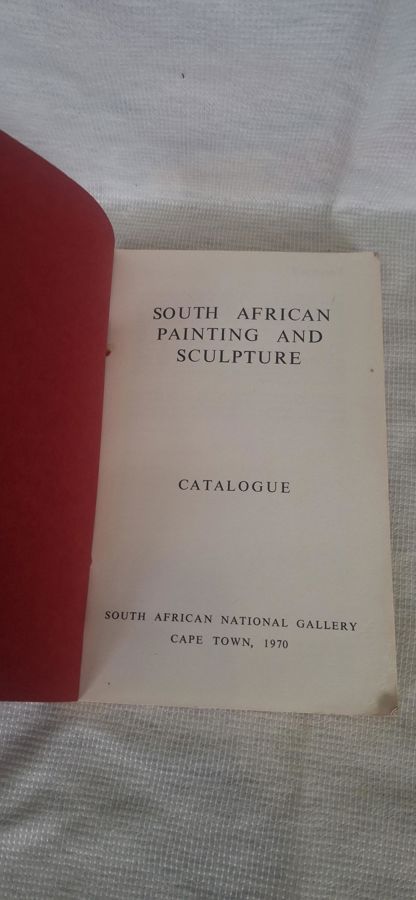 SOUTH AFRICAN
PAINTING AND
SCULPTURE
CATALOGUE
SOUTH AFRICAN NATIONAL GALLERY
CAPE TOWN, 1970